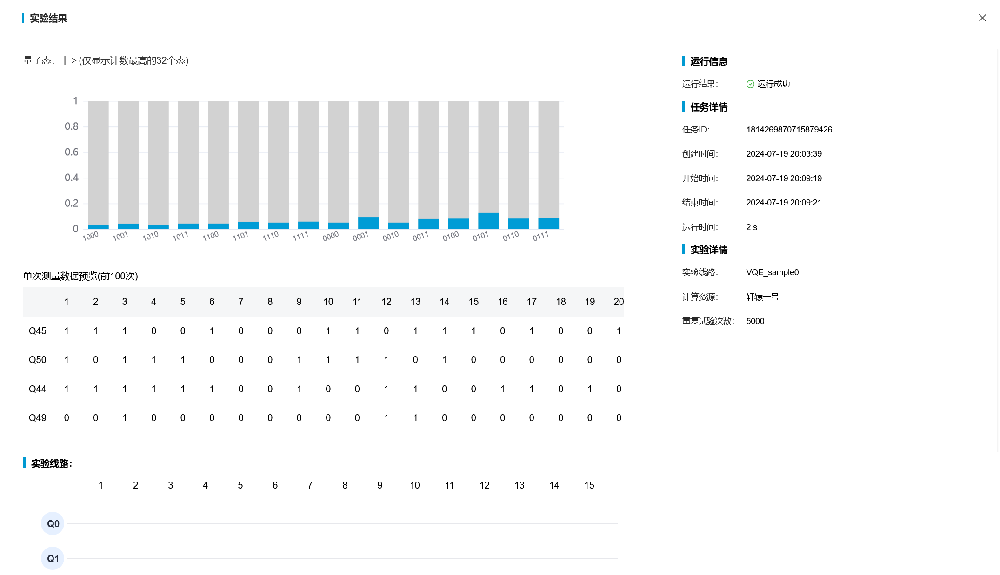 实验结果
量子态： | > (仅显示计数最高的32个态)
1
0.8
0.6
0.4
0.2
0
1000 1001 1010 1011 1100 1101 1110 1111 0000 0001 0010 0011 0100 0101 0110 0111
单次测量数据预览(前100次)
1 2 3 4 5 6 7 8 9 10 11 12 13 14 15 16 17 18 19 20
Q45 1 1 1 0 0 1 0 0 0 1 1 0 1 1 1 0 1 0 0 1
Q50 1 0 1 1 1 0 0 0 1 1 1 1 0 1 0 0 0 0 0 0
Q44 1 1 1 1 1 1 0 0 1 0 0 1 1 0 0 1 1 0 1 0
Q49 0 0 1 0 0 0 0 0 0 0 0 1 1 0 0 0 0 0 0 0
实验线路：
1 2 3 4 5 6 7 8 9 10 11 12 13 14 15
Q0
Q1
运行信息
运行结果： 运行成功
任务详情
任务ID： 1814269870715879426
创建时间： 2024-07-19 20:03:39
开始时间： 2024-07-19 20:09:19
结束时间： 2024-07-19 20:09:21
运行时间： 2 s
实验详情
实验线路： VQE_sample0
计算资源： 轩辕一号
重复试验次数： 5000